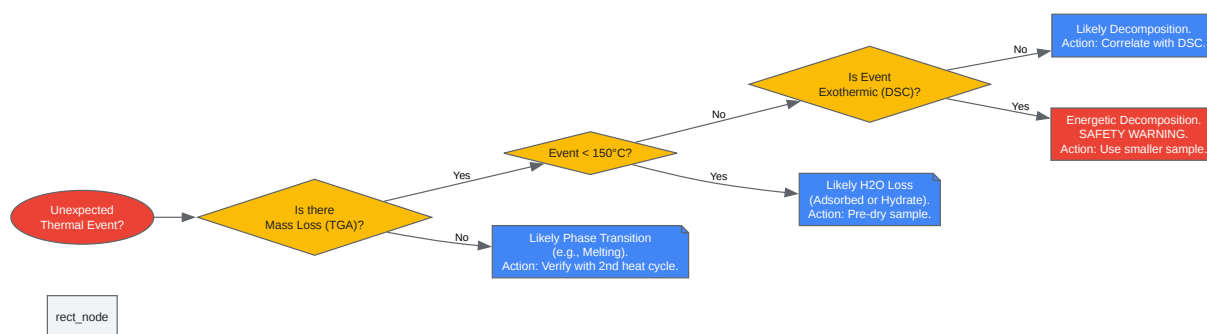 Unexpected
Thermal Event?
Is there
Mass Loss (TGA)?
Yes
No
Event < 150°C?
Likely Phase Transition
(e.g., Melting).
Action: Verify with 2nd heat cycle.
No
Yes
Is Event
Exothermic (DSC)?
Likely H2O Loss
(Adsorbed or Hydrate).
Action: Pre-dry sample.
No
Yes
Likely Decomposition.
Action: Correlate with DSC.
Energetic Decomposition.
SAFETY WARNING.
Action: Use smaller sample.
rect_node